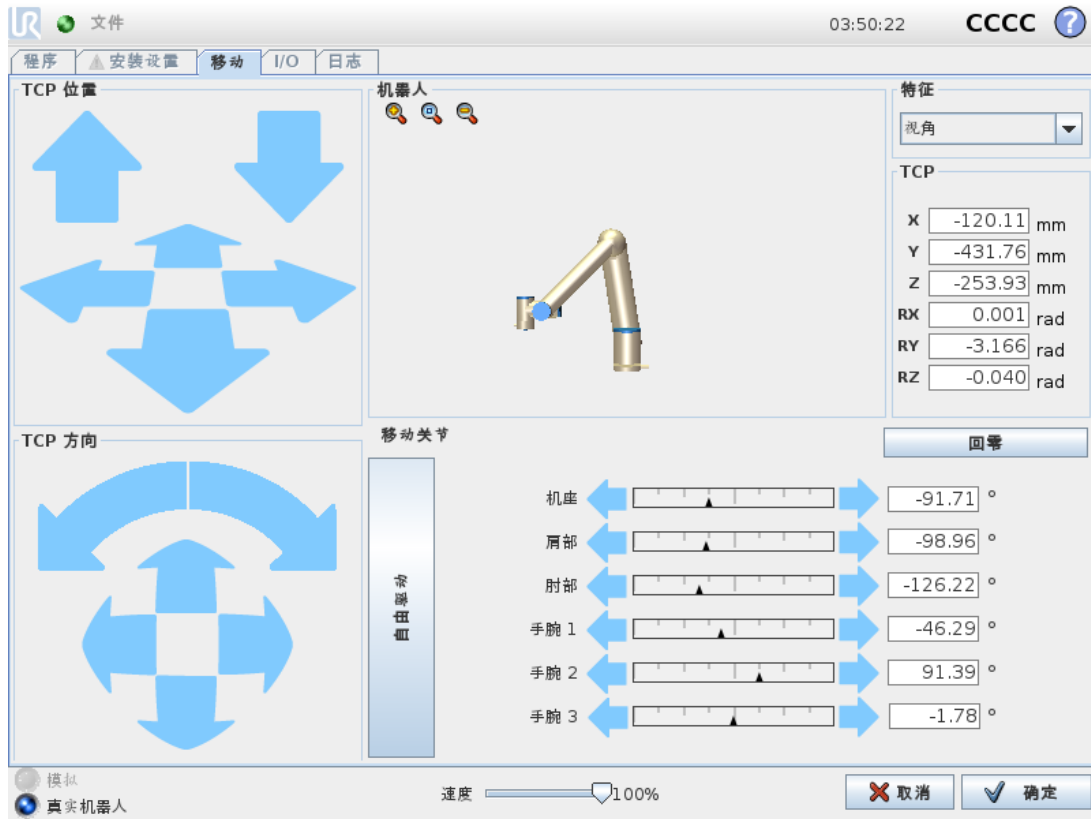 UR 文件 03:50:22 CCCC ?
程序 安装设置 移动 I/O 日志
TCP 位置
机器人
特征
视角
TCP
X -120.11 mm
Y -431.76 mm
Z -253.93 mm
RX 0.001 rad
RY -3.166 rad
RZ -0.040 rad
TCP 方向
移动关节
回零
自由驱动
机座 -91.71 °
肩部 -98.96 °
肘部 -126.22 °
手腕 1 -46.29 °
手腕 2 91.39 °
手腕 3 -1.78 °
模拟
真实机器人
速度 100%
取消
确定